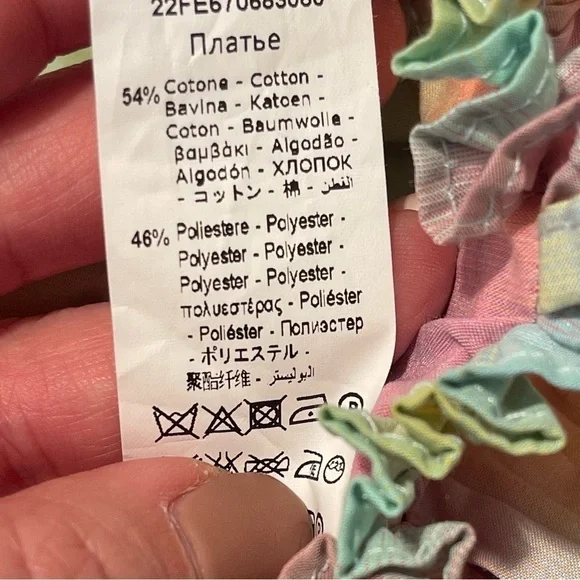 Платье
54% Cotone - Cotton -
Bavlna - Katoen -
Coton - Baumwolle -
βαμβάκι - Algodão -
Algodón - ХЛОПОК
- コットン - 棉 - القطن
46% Poliestere - Polyester -
Polyester - Polyester -
Polyester - Polyester -
πολυεστέρας - Poliéster
- Poliéster - Полиэстер
- ポリエステル -
聚酯纤维 - البوليستر